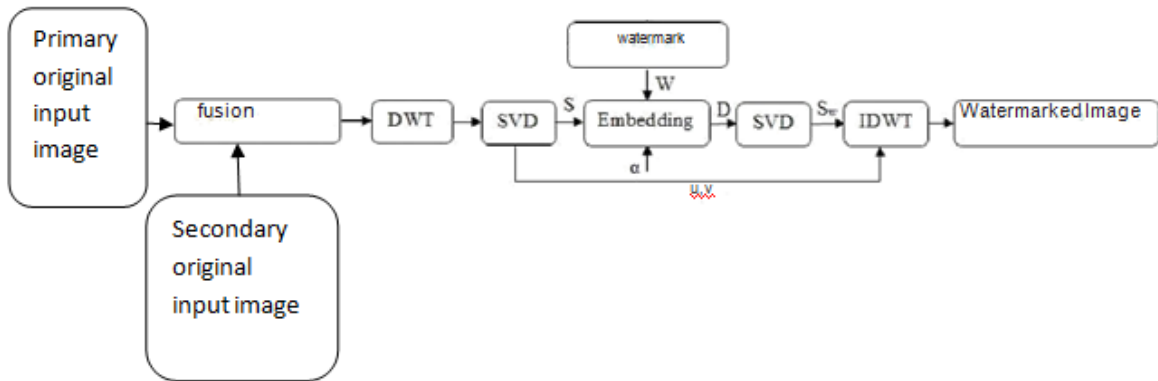 Primary
original
input
image
fusion
Secondary
original
input image
DWT
SVD
S
watermark
W
Embedding
α
D
SVD
Sw
IDWT
u,v
Watermarked Image